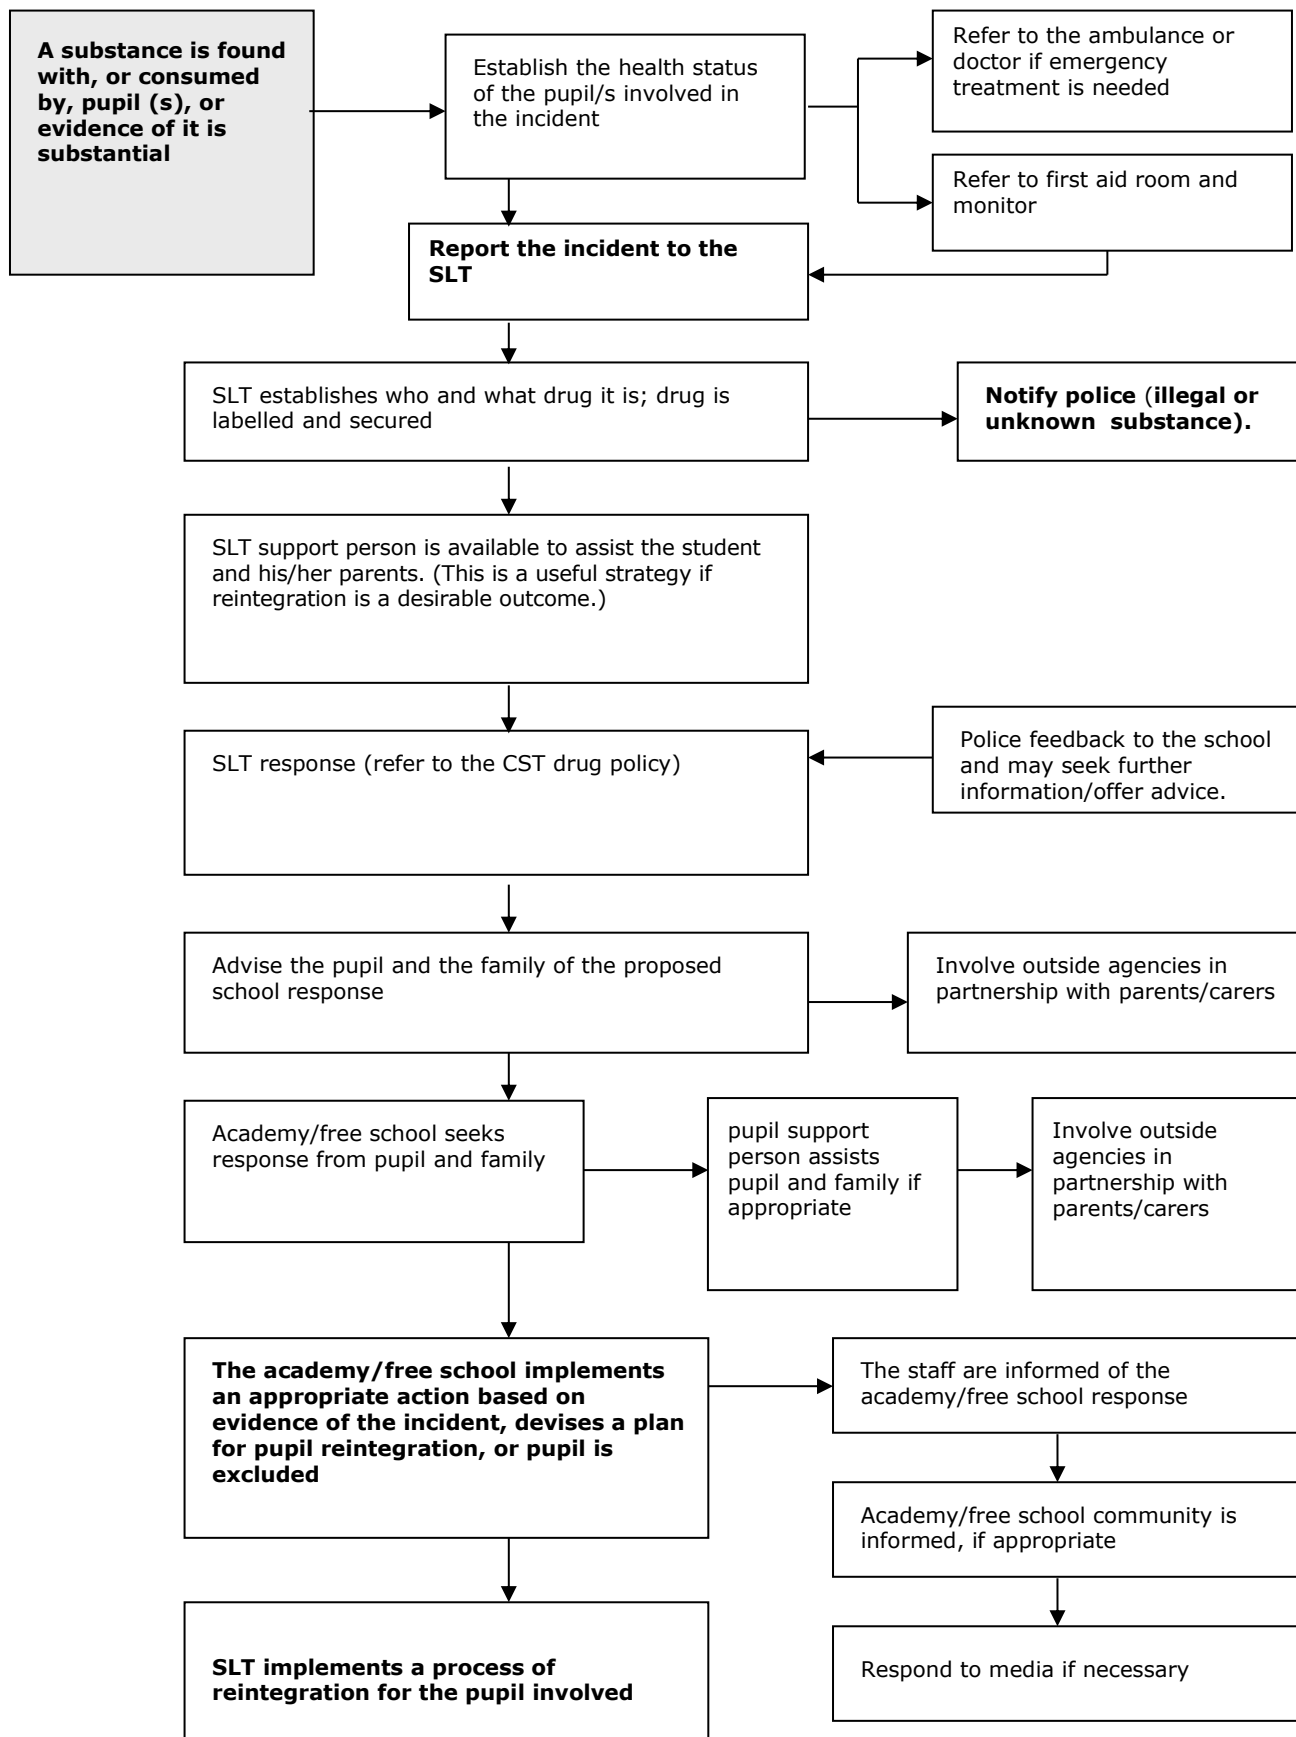 A substance is found
with, or consumed
by, pupil (s), or
evidence of it is
substantial
Establish the health status
of the pupil/s involved in
the incident
Refer to the ambulance or
doctor if emergency
treatment is needed
Refer to first aid room and
monitor
Report the incident to the
SLT
SLT establishes who and what drug it is; drug is
labelled and secured
Notify police (illegal or
unknown substance).
SLT support person is available to assist the student
and his/her parents. (This is a useful strategy if
reintegration is a desirable outcome.)
SLT response (refer to the CST drug policy)
Police feedback to the school
and may seek further
information/offer advice.
Advise the pupil and the family of the proposed
school response
Involve outside agencies in
partnership with parents/carers
Academy/free school seeks
response from pupil and family
pupil support
person assists
pupil and family if
appropriate
Involve outside
agencies in
partnership with
parents/carers
The academy/free school implements
an appropriate action based on
evidence of the incident, devises a plan
for pupil reintegration, or pupil is
excluded
The staff are informed of the
academy/free school response
Academy/free school community is
informed, if appropriate
SLT implements a process of
reintegration for the pupil involved
Respond to media if necessary